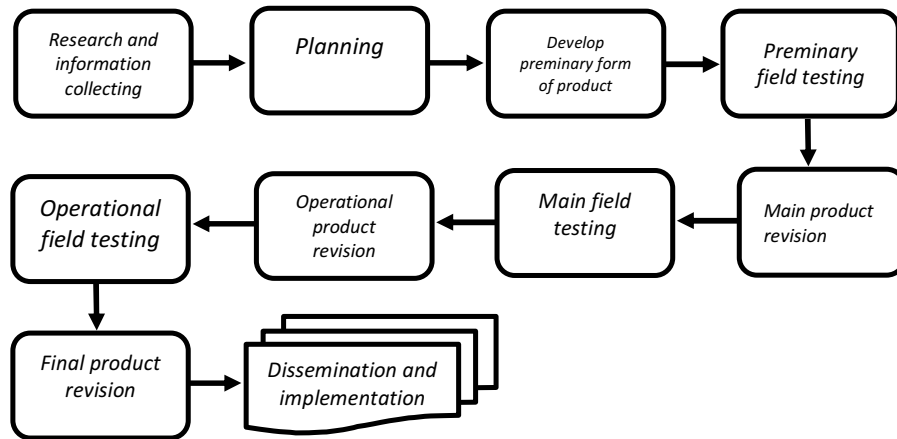 Research and
information
collecting
Planning
Develop
preminary form
of product
Preminary
field testing
Main product
revision
Main field
testing
Operational
product
revision
Operational
field testing
Final product
revision
Dissemination and
implementation